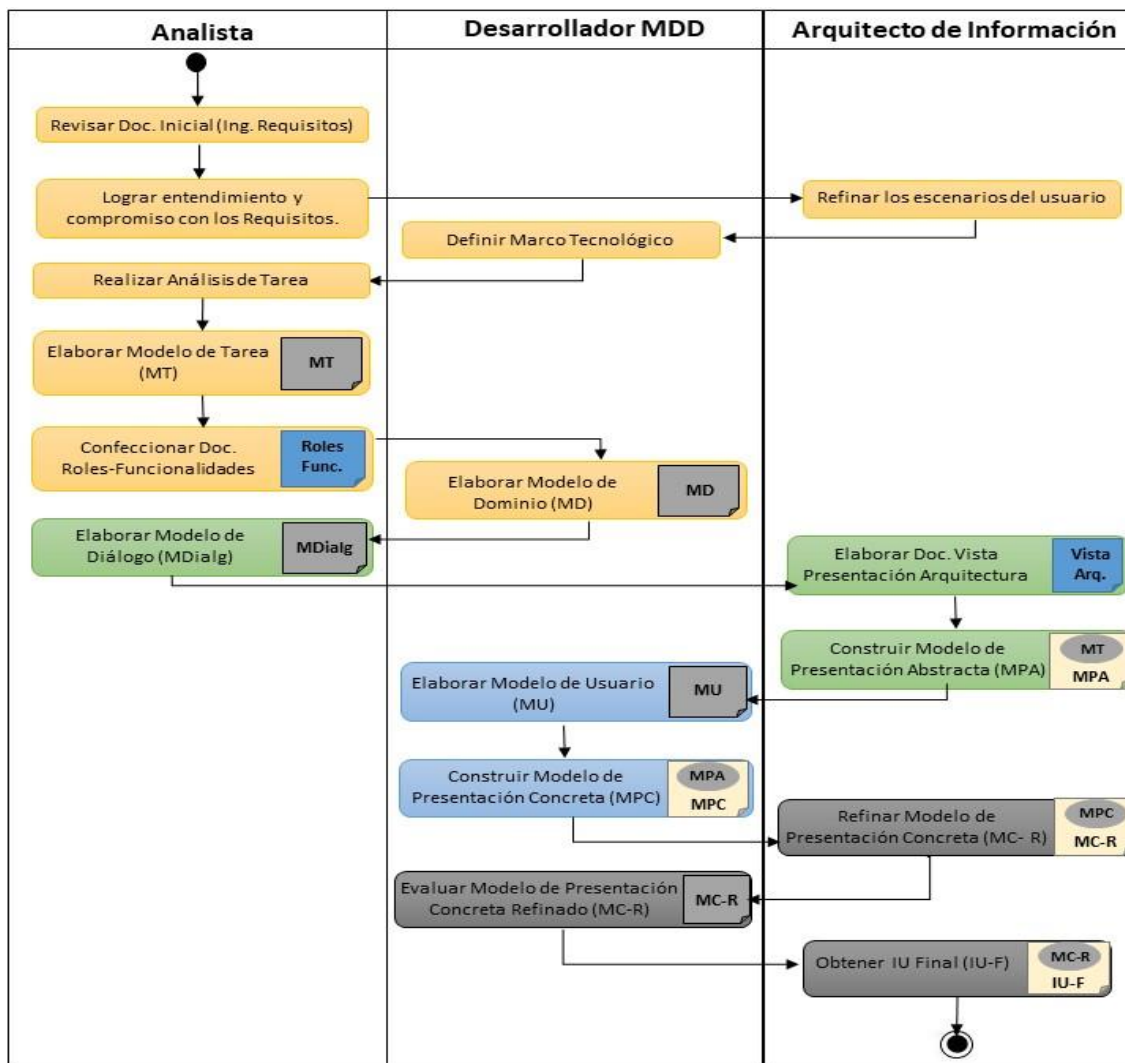 Analista
Desarrollador MDD
Arquitecto de Información
Revisar Doc. Inicial (Ing. Requisitos)
Lograr entendimiento y
compromiso con los Requisitos.
Refinar los escenarios del usuario
Definir Marco Tecnológico
Realizar Análisis de Tarea
Elaborar Modelo de Tarea
(MT)
MT
Confeccionar Doc.
Roles-Funcionalidades
Roles
Func.
Elaborar Modelo de
Dominio (MD)
MD
Elaborar Modelo de
Diálogo (MDialg)
MDialg
Elaborar Doc. Vista
Presentación Arquitectura
Vista
Arq.
Construir Modelo de
Presentación Abstracta (MPA)
MT
MPA
Elaborar Modelo de Usuario
(MU)
MU
Construir Modelo de
Presentación Concreta (MPC)
MPA
MPC
Refinar Modelo de
Presentación Concreta (MC- R)
MPC
MC-R
Evaluar Modelo de Presentación
Concreta Refinado (MC-R)
MC-R
Obtener IU Final (IU-F)
MC-R
IU-F